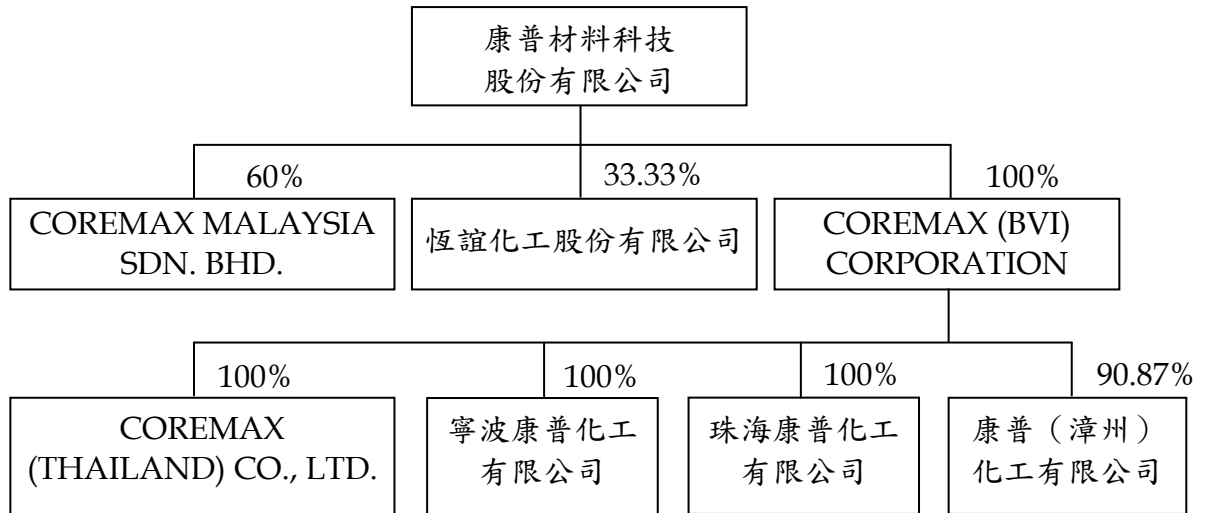 康普材料科技
股份有限公司
60%
33.33%
100%
COREMAX MALAYSIA
SDN. BHD.
恆誼化工股份有限公司
COREMAX (BVI)
CORPORATION
100%
100%
100%
90.87%
COREMAX
(THAILAND) CO., LTD.
寧波康普化工
有限公司
珠海康普化工
有限公司
康普（漳州）
化工有限公司